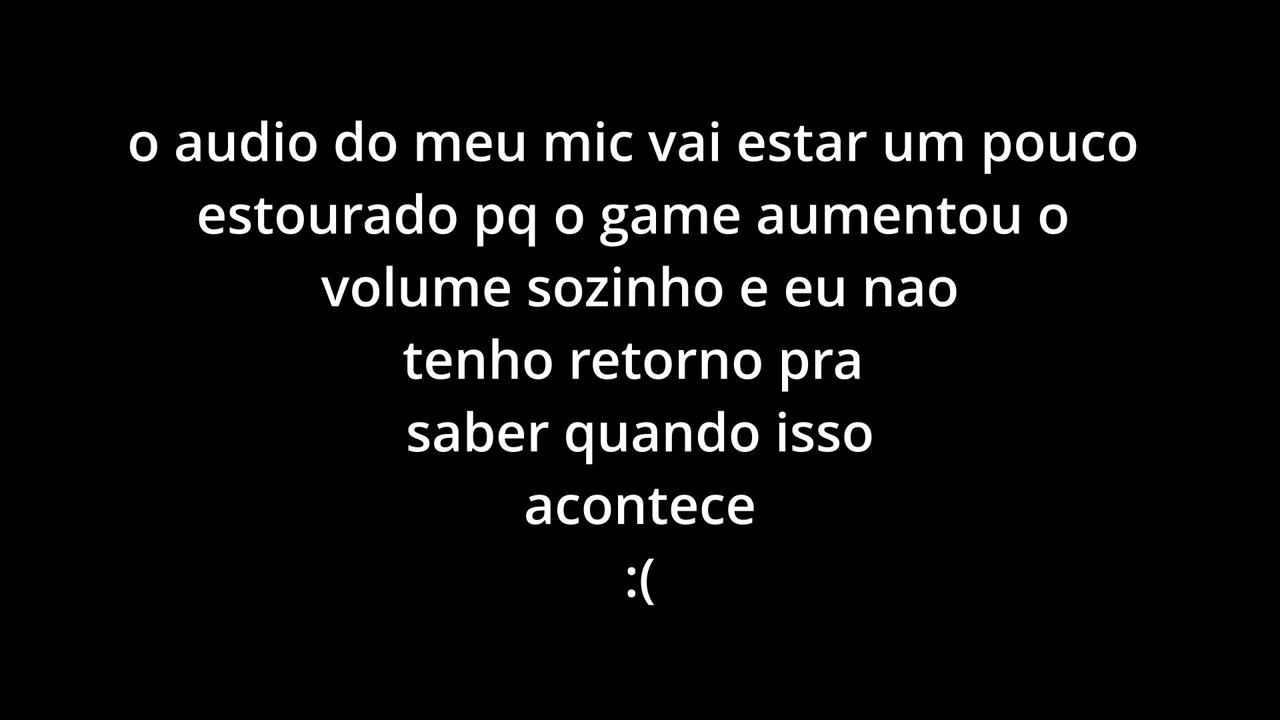 o audio do meu mic vai estar um pouco
estourado pq o game aumentou o
volume sozinho e eu nao
tenho retorno pra
saber quando isso
acontece
:(